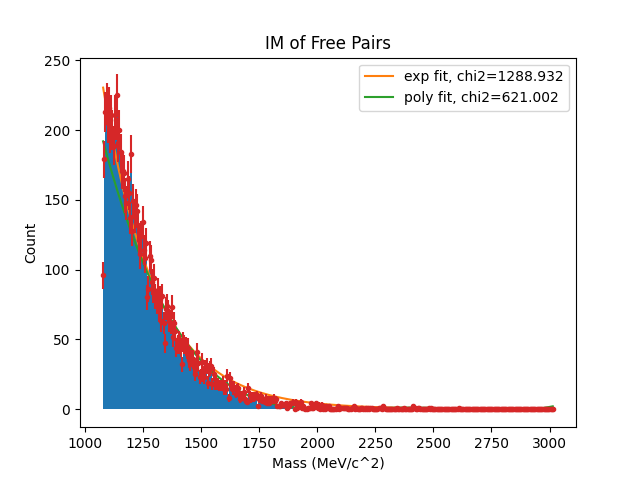 IM of Free Pairs
exp fit, chi2=1288.932
poly fit, chi2=621.002
250
200
150
100
50
0
Count
1000 1250 1500 1750 2000 2250 2500 2750 3000
Mass (MeV/c^2)